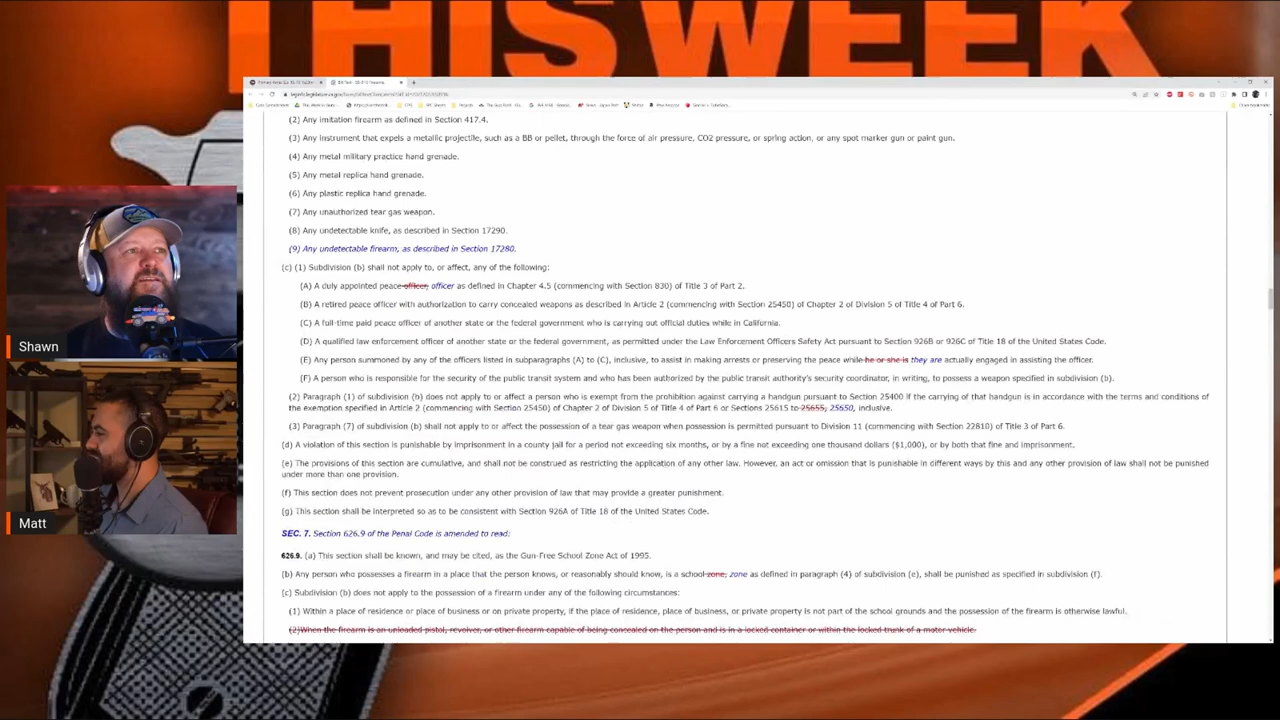 THIS WEEK
(2) Any imitation firearm as defined in Section 417.4.
(3) Any instrument that expels a metallic projectile, such as a BB or pellet, through the force of air pressure, CO2 pressure, or spring action, or any spot marker gun or paint gun.
(4) Any metal military practice hand grenade.
(5) Any metal replica hand grenade.
(6) Any plastic replica hand grenade.
(7) Any unauthorized tear gas weapon.
(8) Any undetectable knife, as described in Section 17290.
(9) Any undetectable firearm, as described in Section 17280.
(c) (1) Subdivision (b) shall not apply to, or affect, any of the following:
(A) A duly appointed peace officer, officer as defined in Chapter 4.5 (commencing with Section 830) of Title 3 of Part 2.
(B) A retired peace officer with authorization to carry concealed weapons as described in Article 2 (commencing with Section 25450) of Chapter 2 of Division 5 of Title 4 of Part 6.
(C) A full-time paid peace officer of another state or the federal government who is carrying out official duties while in California.
(D) A qualified law enforcement officer of another state or the federal government, as permitted under the Law Enforcement Officers Safety Act pursuant to Section 926B or 926C of Title 18 of the United States Code.
(E) Any person summoned by any of the officers listed in subparagraphs (A) to (C), inclusive, to assist in making arrests or preserving the peace while he or she is they are actually engaged in assisting the officer.
(F) A person who is responsible for the security of the public transit system and who has been authorized by the public transit authority's security coordinator, in writing, to possess a weapon specified in subdivision (b).
(2) Paragraph (1) of subdivision (b) does not apply to or affect a person who is exempt from the prohibition against carrying a handgun pursuant to Section 25400 if the carrying of that handgun is in accordance with the terms and conditions of
the exemption specified in Article 2 (commencing with Section 25450) of Chapter 2 of Division 5 of Title 4 of Part 6 or Sections 25615 to 25655, 25650, inclusive.
(3) Paragraph (7) of subdivision (b) shall not apply to or affect the possession of a tear gas weapon when possession is permitted pursuant to Division 11 (commencing with Section 22810) of Title 3 of Part 6.
(d) A violation of this section is punishable by imprisonment in a county jail for a period not exceeding six months, or by a fine not exceeding one thousand dollars ($1,000), or by both that fine and imprisonment.
(e) The provisions of this section are cumulative, and shall not be construed as restricting the application of any other law. However, an act or omission that is punishable in different ways by this and any other provision of law shall not be punished
under more than one provision.
(f) This section does not prevent prosecution under any other provision of law that may provide a greater punishment.
(g) This section shall be interpreted so as to be consistent with Section 926A of Title 18 of the United States Code.
SEC. 7. Section 626.9 of the Penal Code is amended to read:
626.9. (a) This section shall be known, and may be cited, as the Gun-Free School Zone Act of 1995.
(b) Any person who possesses a firearm in a place that the person knows, or reasonably should know, is a school zone, zone as defined in paragraph (4) of subdivision (e), shall be punished as specified in subdivision (f).
(c) Subdivision (b) does not apply to the possession of a firearm under any of the following circumstances:
(1) Within a place of residence or place of business or on private property, if the place of residence, place of business, or private property is not part of the school grounds and the possession of the firearm is otherwise lawful.
(2)When the firearm is an unloaded pistol, revolver, or other firearm capable of being concealed on the person and is in a locked container or within the locked trunk of a motor vehicle.
Shawn
Matt